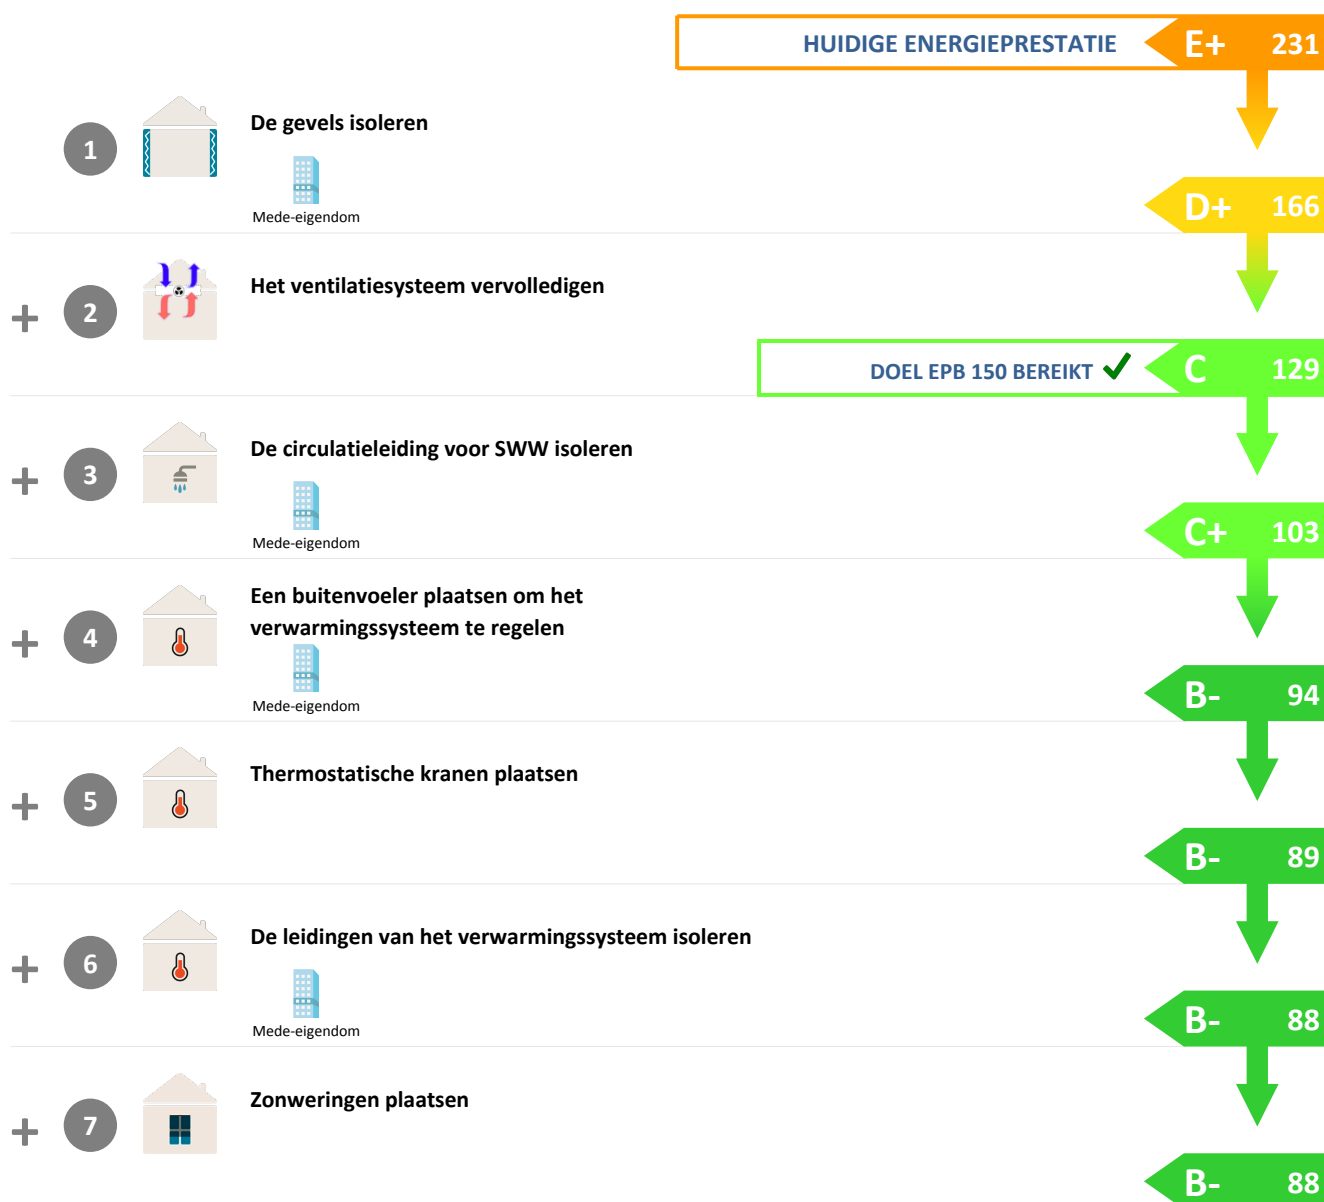 HUIDIGE ENERGIEPRESTATIE E+ 231
1 De gevels isoleren
Mede-eigendom
D+ 166
+ 2 Het ventilatiesysteem vervolledigen
DOEL EPB 150 BEREIKT ✓ C 129
+ 3 De circulatieleiding voor SWW isoleren
Mede-eigendom
C+ 103
+ 4 Een buitenvoeler plaatsen om het
verwarmingssysteem te regelen
Mede-eigendom
B- 94
+ 5 Thermostatische kranen plaatsen
B- 89
+ 6 De leidingen van het verwarmingssysteem isoleren
Mede-eigendom
B- 88
+ 7 Zonweringen plaatsen
B- 88